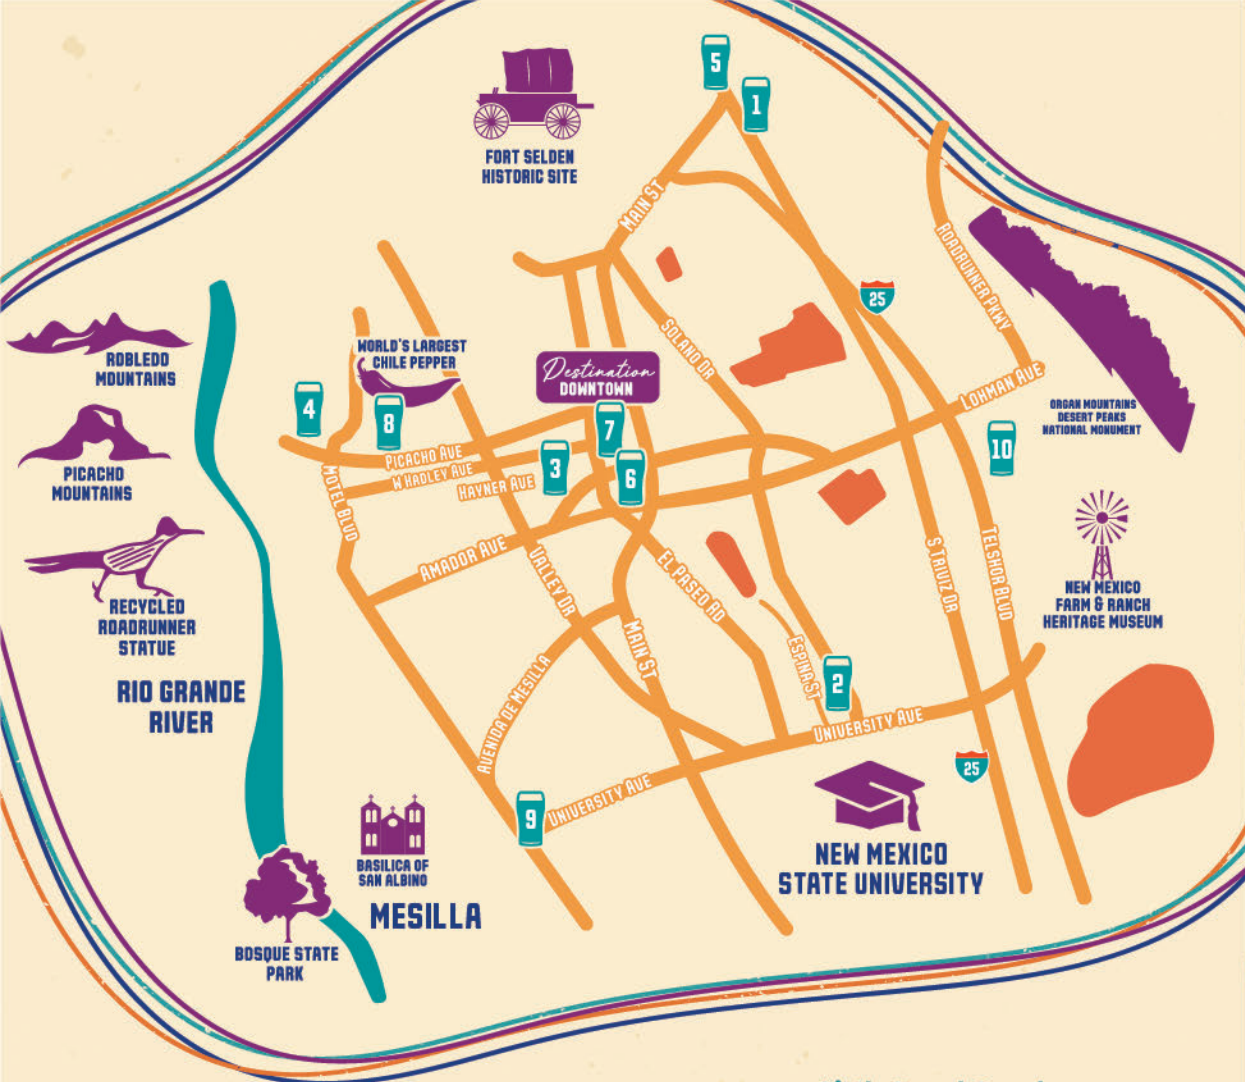 5
1
FORT SELDEN
HISTORIC SITE
MAIN ST
ROADRUNNER PKWY
25
SOLANO DR
ROBLEDO
MOUNTAINS
WORLD'S LARGEST
CHILE PEPPER
Destination
DOWNTOWN
LOHMAN AVE
ORGAN MOUNTAINS
DESERT PEAKS
NATIONAL MONUMENT
4
8
7
10
PICACHO AVE
W HADLEY AVE
HAYNER AVE
3
6
PICACHO
MOUNTAINS
MOTEL BLVD
AMADOR AVE
VALLEY DR
EL PASEO RD
S TRIVIZ DR
TELSHOR BLVD
NEW MEXICO
FARM & RANCH
HERITAGE MUSEUM
RECYCLED
ROADRUNNER
STATUE
MAIN ST
ESPINA ST
2
RIO GRANDE
RIVER
AVENIDA DE MESILLA
UNIVERSITY AVE
25
9
UNIVERSITY AVE
BASILICA OF
SAN ALBINO
NEW MEXICO
STATE UNIVERSITY
MESILLA
BOSQUE STATE
PARK